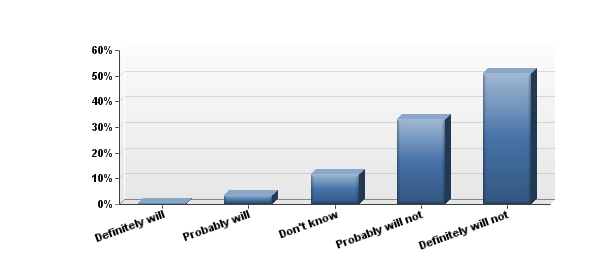 60%
50%
40%
30%
20%
10%
0%
Definitely will
Probably will
Don't know
Probably will not
Definitely will not